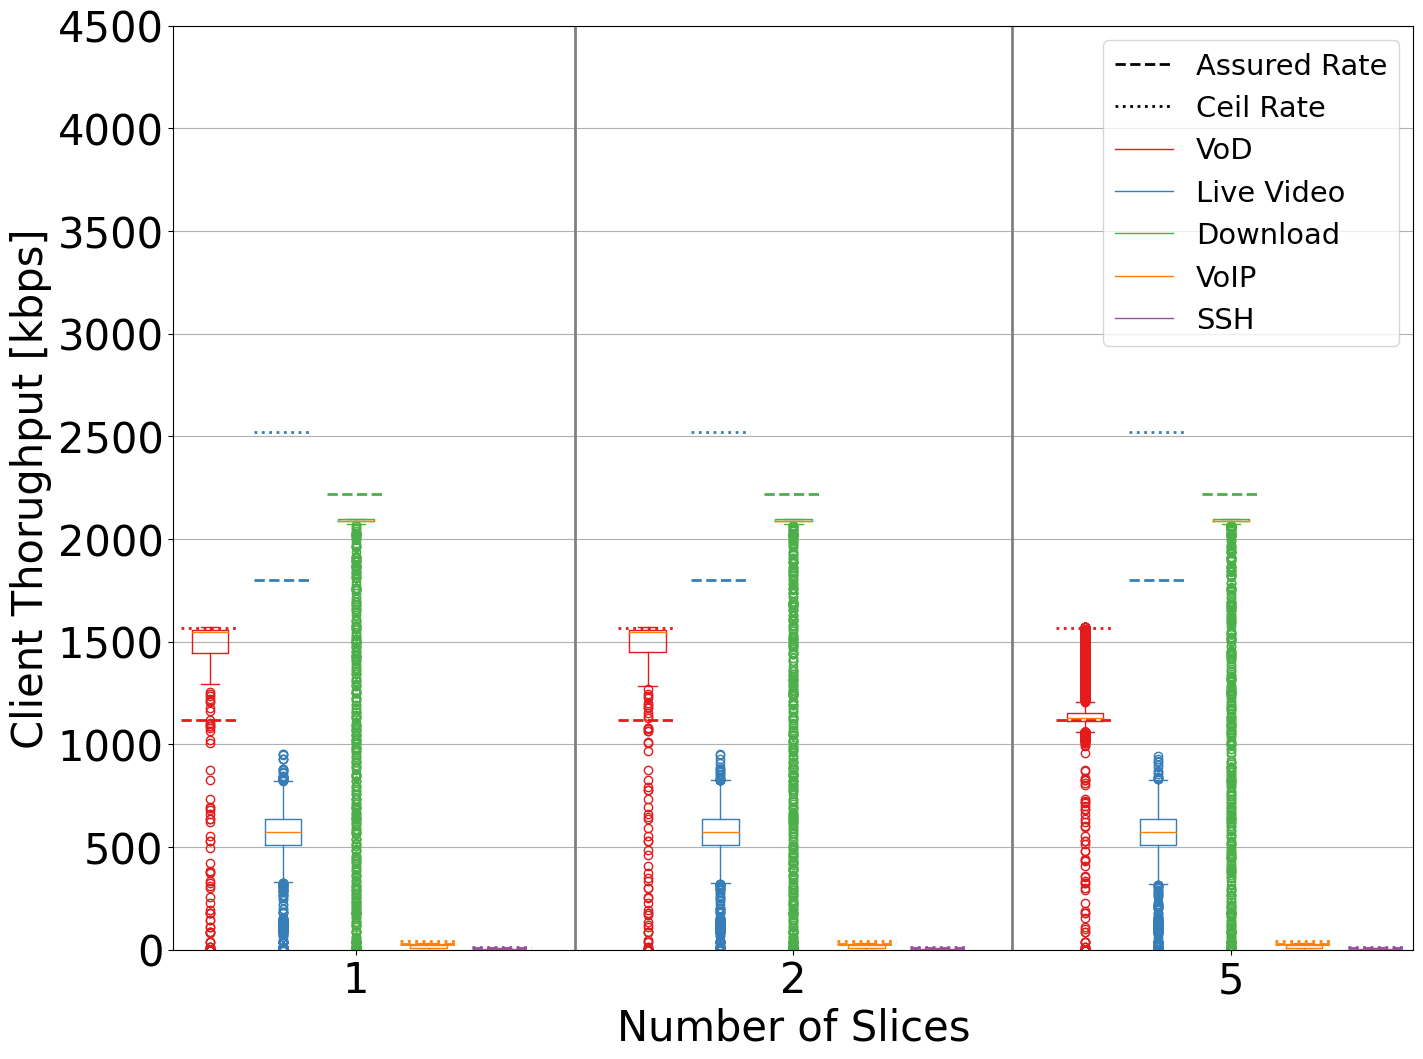 4500
4000
3500
3000
2500
2000
1500
1000
500
0
Client Thorughput [kbps]
Assured Rate
Ceil Rate
VoD
Live Video
Download
VoIP
SSH
1 2 5
Number of Slices